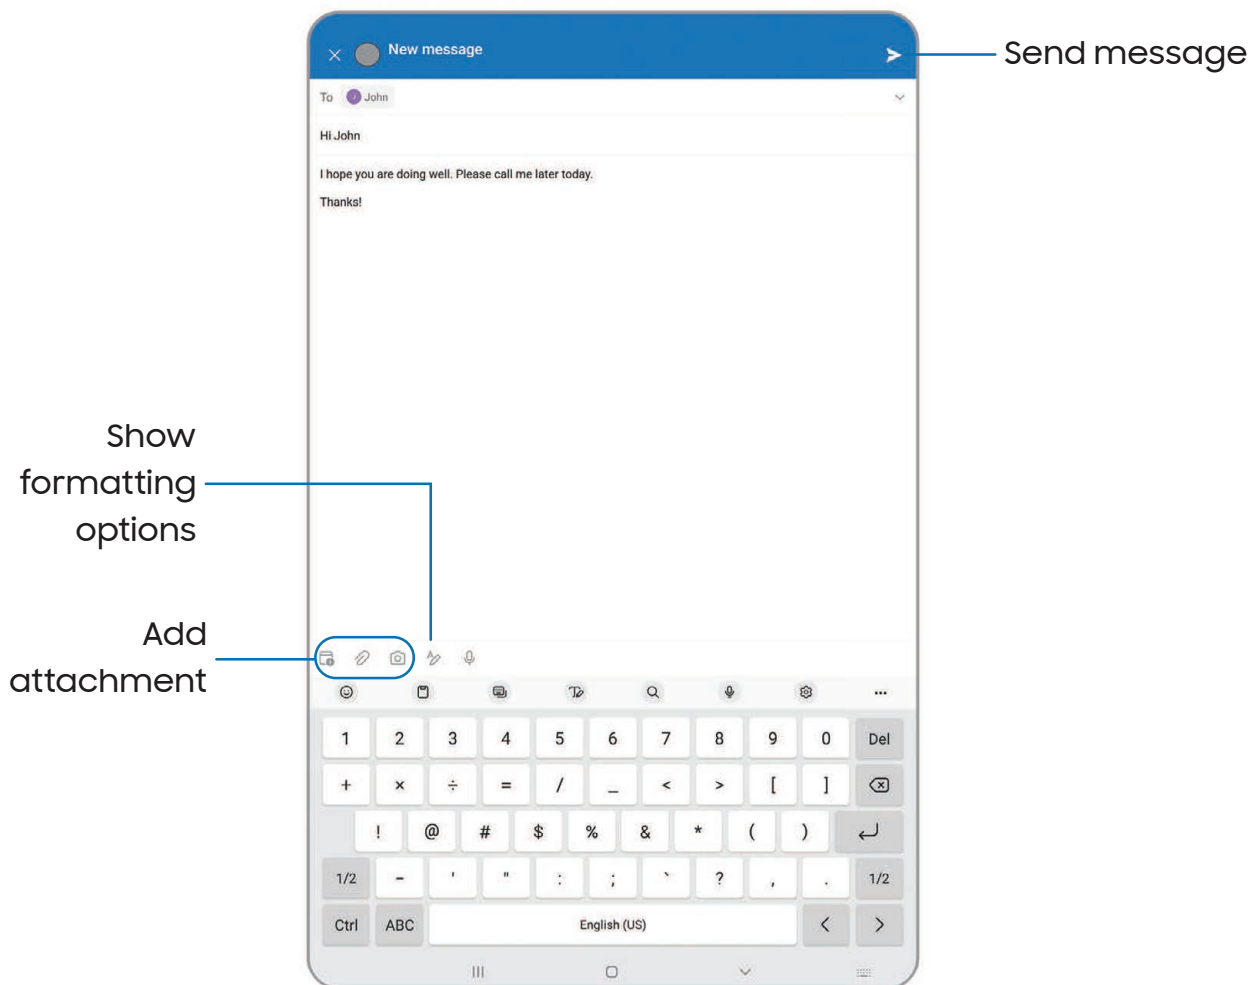 New message
Send message
To John
Hi John
I hope you are doing well. Please call me later today.
Thanks!
Show
formatting
options
Add
attachment
1 2 3 4 5 6 7 8 9 0 Del
+ × ÷ = / _ < > [ ]
! @ # $ % & * ( )
1/2 - ' " : ; ` ? , . 1/2
Ctrl ABC English (US) < >